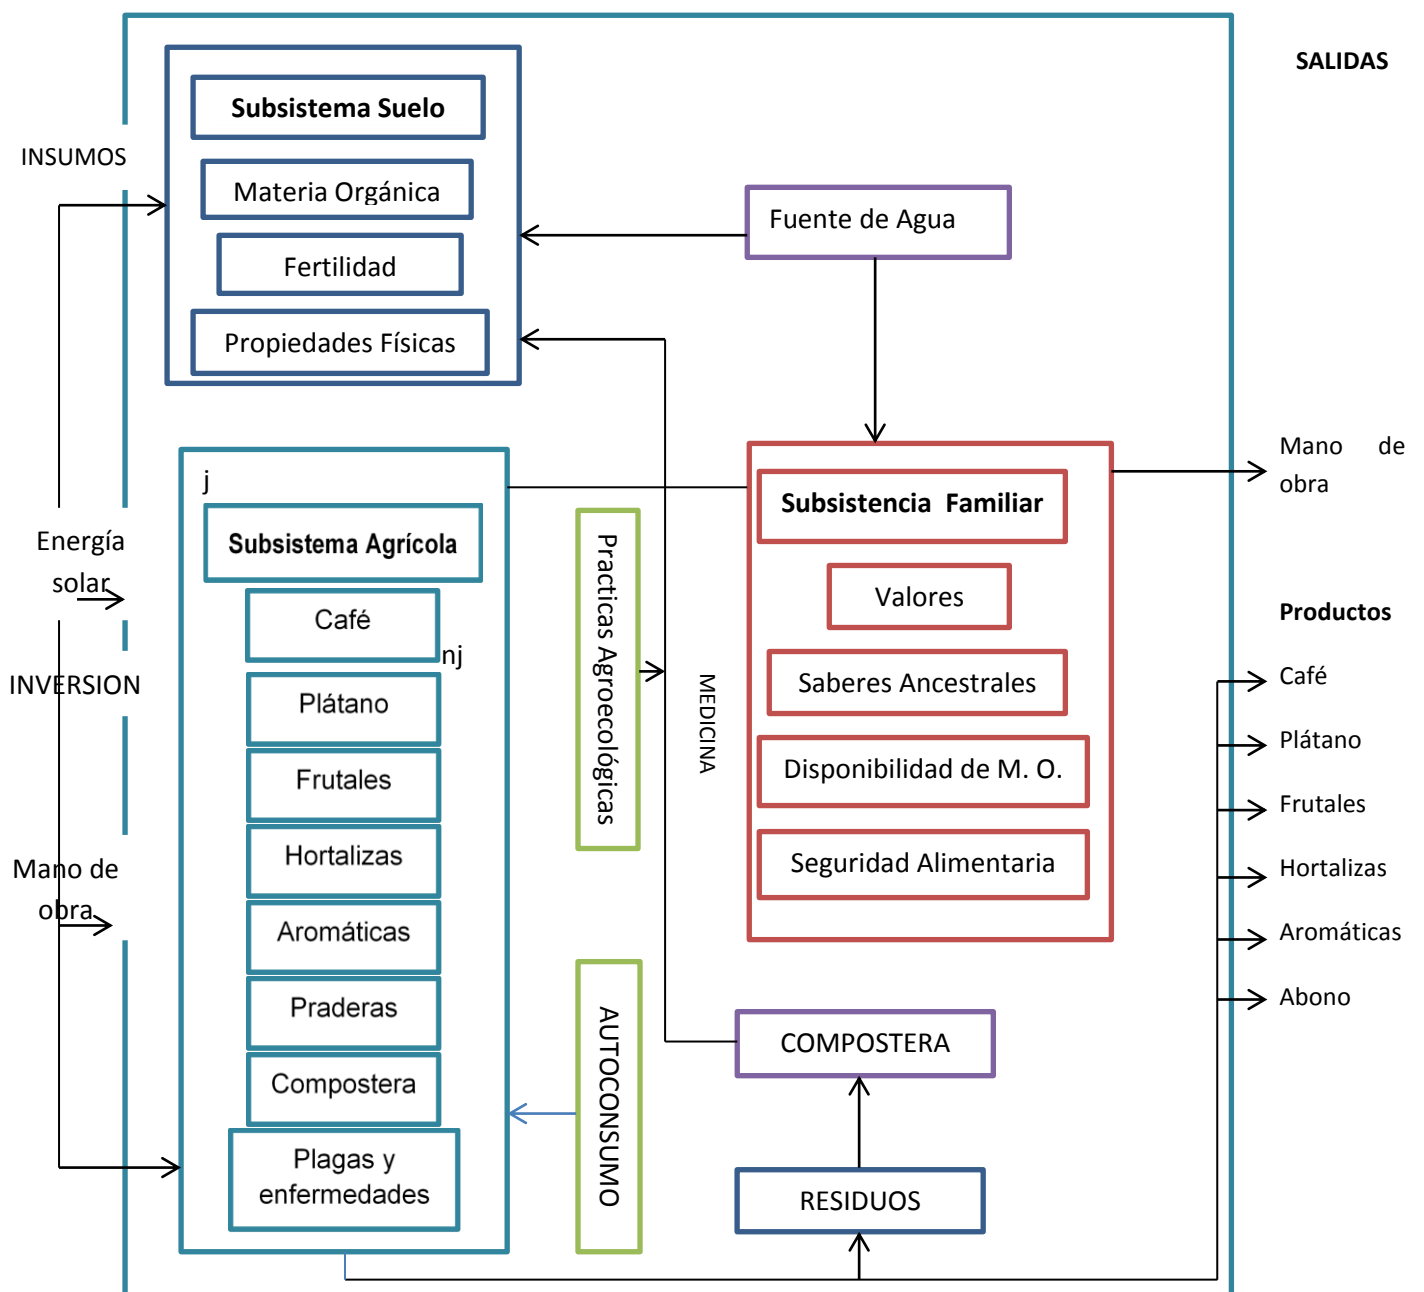 SALIDAS
Subsistema Suelo
INSUMOS
Materia Orgánica
Fertilidad
Propiedades Físicas
Fuente de Agua
Mano de
obra
j
Subsistema Agrícola
Energía
solar
Café
nj
INVERSION
Plátano
Frutales
Hortalizas
Mano de
obra
Aromáticas
Praderas
Compostera
Plagas y
enfermedades
Practicas Agroecológicas
MEDICINA
AUTOCONSUMO
Subsistencia Familiar
Valores
Saberes Ancestrales
Disponibilidad de M. O.
Seguridad Alimentaria
COMPOSTERA
RESIDUOS
Productos
Café
Plátano
Frutales
Hortalizas
Aromáticas
Abono